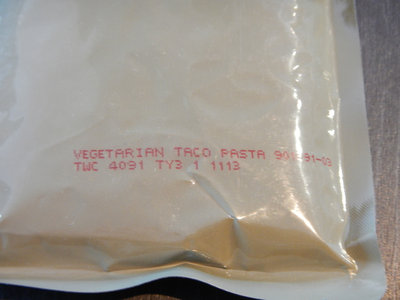 VEGETARIAN TACO PASTA
TWC 4091 TY3 1 1113